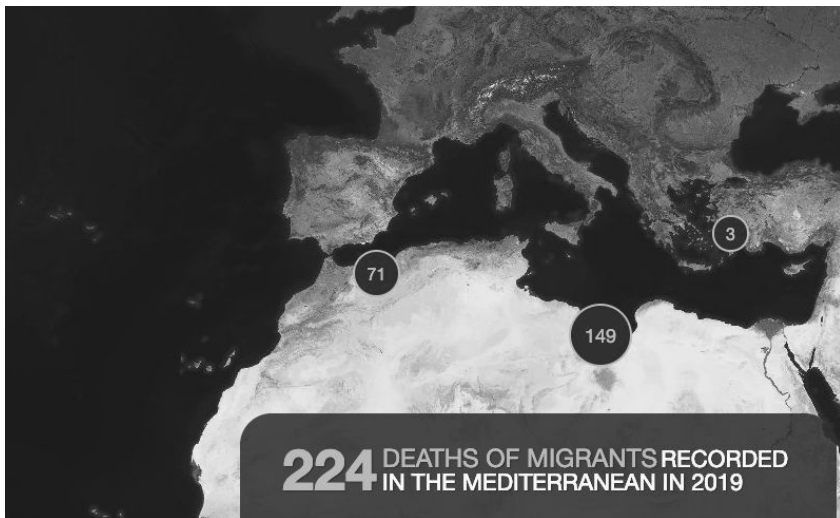 3
71
149
224 DEATHS OF MIGRANTS RECORDED
IN THE MEDITERRANEAN IN 2019